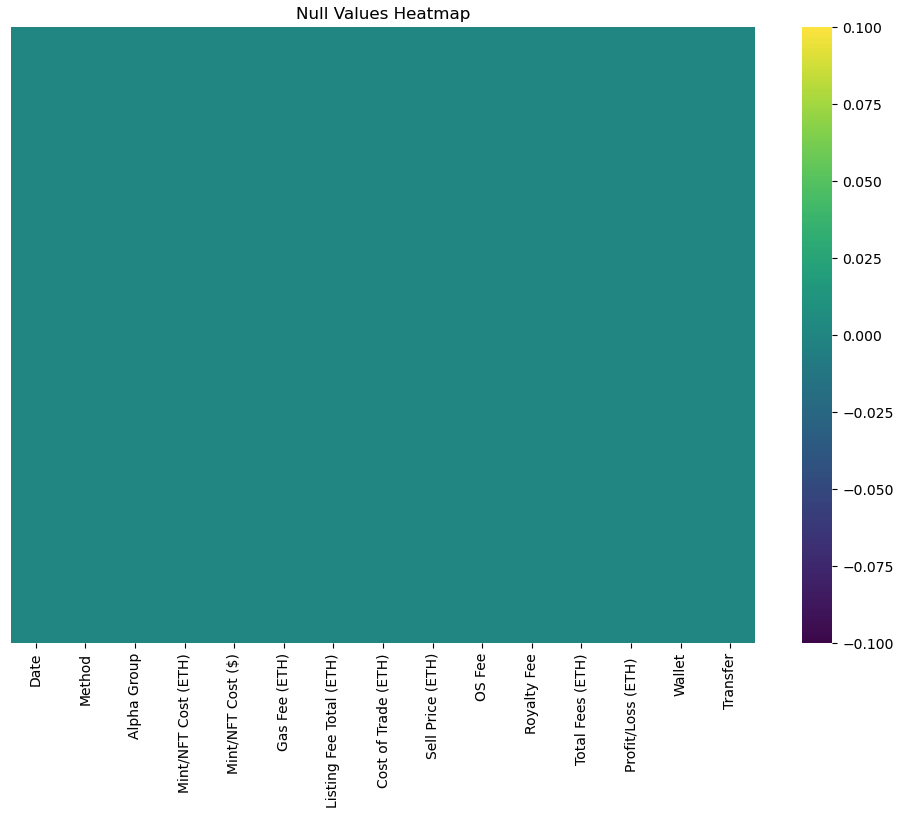 Null Values Heatmap
0.100
0.075
0.050
0.025
0.000
−0.025
−0.050
−0.075
−0.100
Date
Method
Alpha Group
Mint/NFT Cost (ETH)
Mint/NFT Cost ($)
Gas Fee (ETH)
Listing Fee Total (ETH)
Cost of Trade (ETH)
Sell Price (ETH)
OS Fee
Royalty Fee
Total Fees (ETH)
Profit/Loss (ETH)
Wallet
Transfer